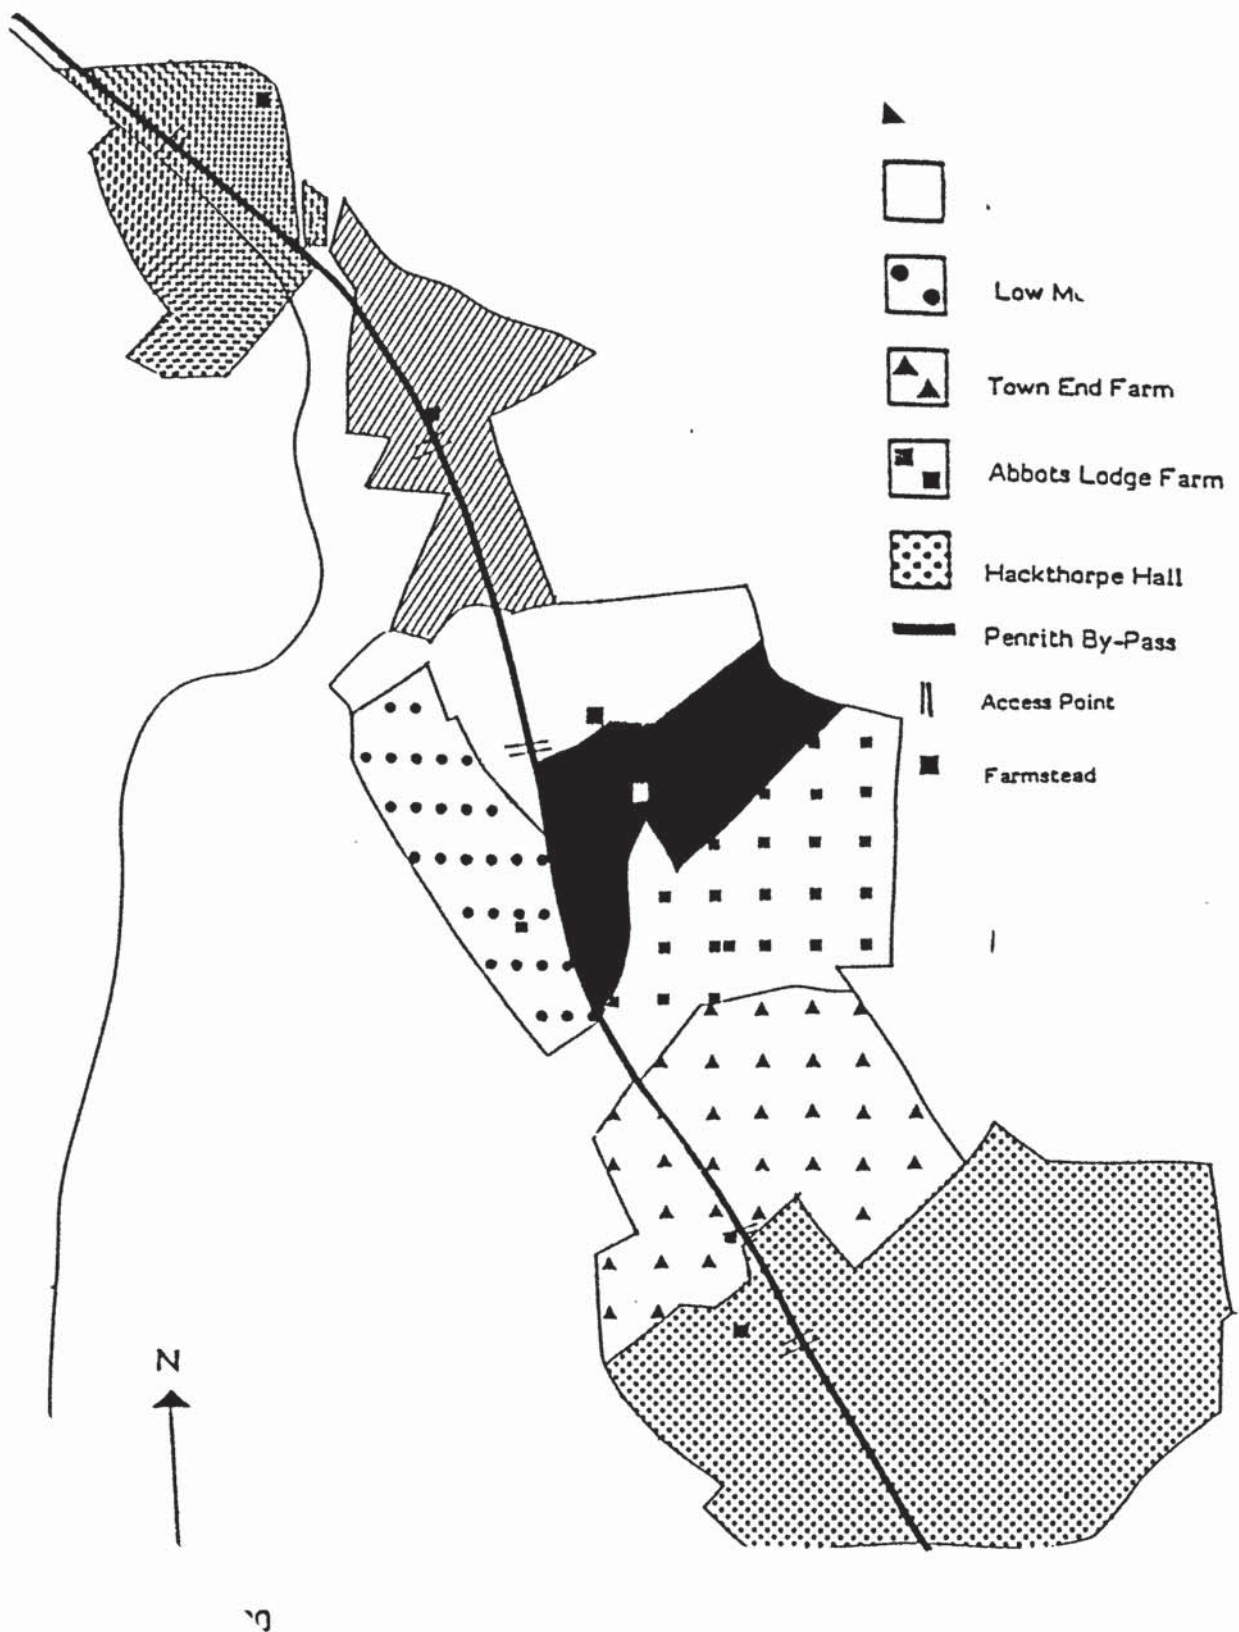 Low
Town End Farm
Abbots Lodge Farm
Hackthorpe Hall
Penrith By-Pass
Access Point
Farmstead
N